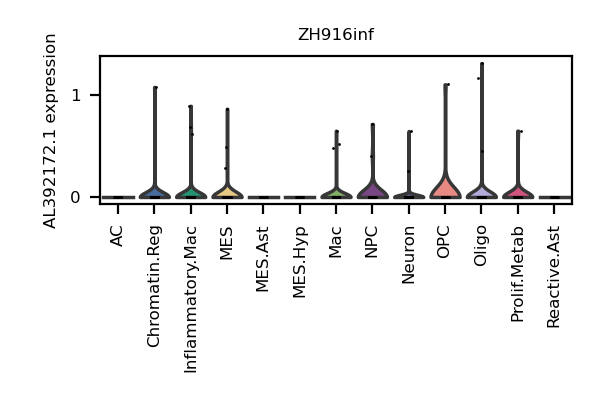 ZH916inf
AL392172.1 expression
1
0
AC
Chromatin.Reg
Inflammatory.Mac
MES
MES.Ast
MES.Hyp
Mac
NPC
Neuron
OPC
Oligo
Prolif.Metab
Reactive.Ast